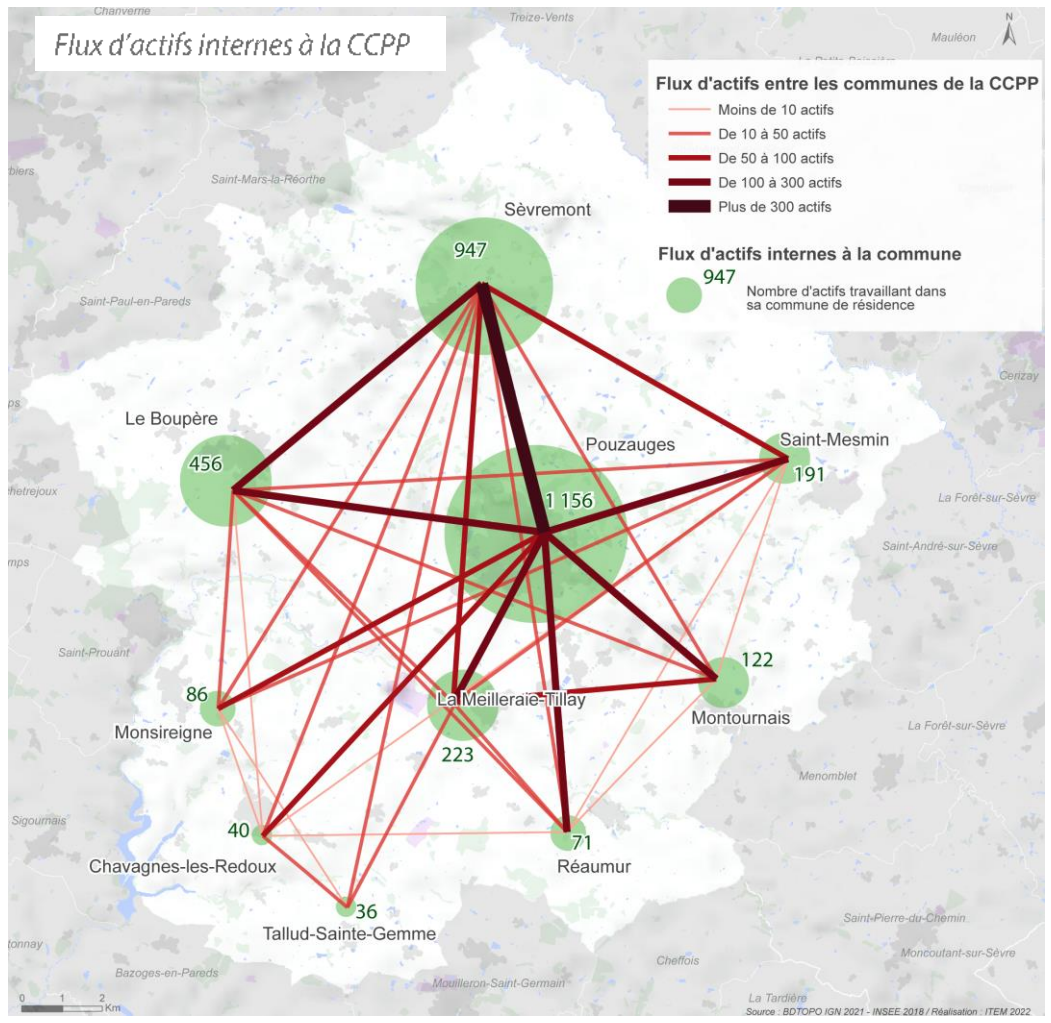 Flux d'actifs internes à la CCPP
Chanverne
Treize-Vents
Mauléon
N
Flux d'actifs entre les communes de la CCPP
Moins de 10 actifs
De 10 à 50 actifs
De 50 à 100 actifs
De 100 à 300 actifs
Plus de 300 actifs
Flux d'actifs internes à la commune
947
Nombre d'actifs travaillant dans
sa commune de résidence
Saint-Mars-la-Réorthe
Sèvremont
947
Saint-Paul-en-Pareds
Cerizay
Le Boupère
456
Pouzauges
1 156
Saint-Mesmin
191
La Forêt-sur-Sèvre
Saint-André-sur-Sèvre
Saint-Prouant
86
Monsireigne
La Meilleraie-Tillay
223
122
Montournais
La Forêt-sur-Sèvre
Menomblet
Sigournais
40
Chavagnes-les-Redoux
71
Réaumur
36
Tallud-Sainte-Gemme
Saint-Pierre-du-Chemin
Moncoutant-sur-Sèvre
Cheffois
Bazoges-en-Pareds
Mouilleron-Saint-Germain
La Tardière
0 1 2
Km
Source : BDTOPO IGN 2021 - INSEE 2018 / Réalisation : ITEM 2022